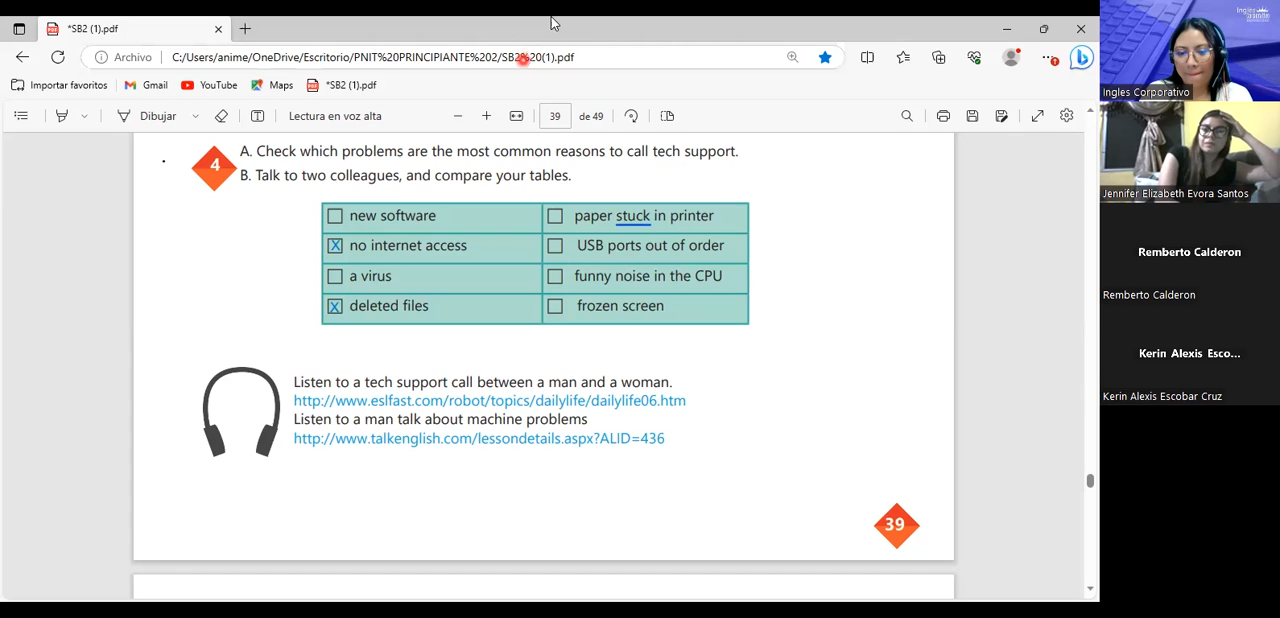 *SB2 (1).pdf
Archivo
C:/Users/anime/OneDrive/Escritorio/PNIT%20PRINCIPIANTE%202/SB2%20(1).pdf
Importar favoritos
Gmail
YouTube
Maps
*SB2 (1).pdf
Dibujar
Lectura en voz alta
39
de 49
4
A. Check which problems are the most common reasons to call tech support.
B. Talk to two colleagues, and compare your tables.
new software
paper stuck in printer
X no internet access
USB ports out of order
a virus
funny noise in the CPU
X deleted files
frozen screen
Listen to a tech support call between a man and a woman.
http://www.eslfast.com/robot/topics/dailylife/dailylife06.htm
Listen to a man talk about machine problems
http://www.talkenglish.com/lessondetails.aspx?ALID=436
39
Ingles Corporativo
Jennifer Elizabeth Evora Santos
Remberto Calderon
Remberto Calderon
Kerin Alexis Esco...
Kerin Alexis Escobar Cruz